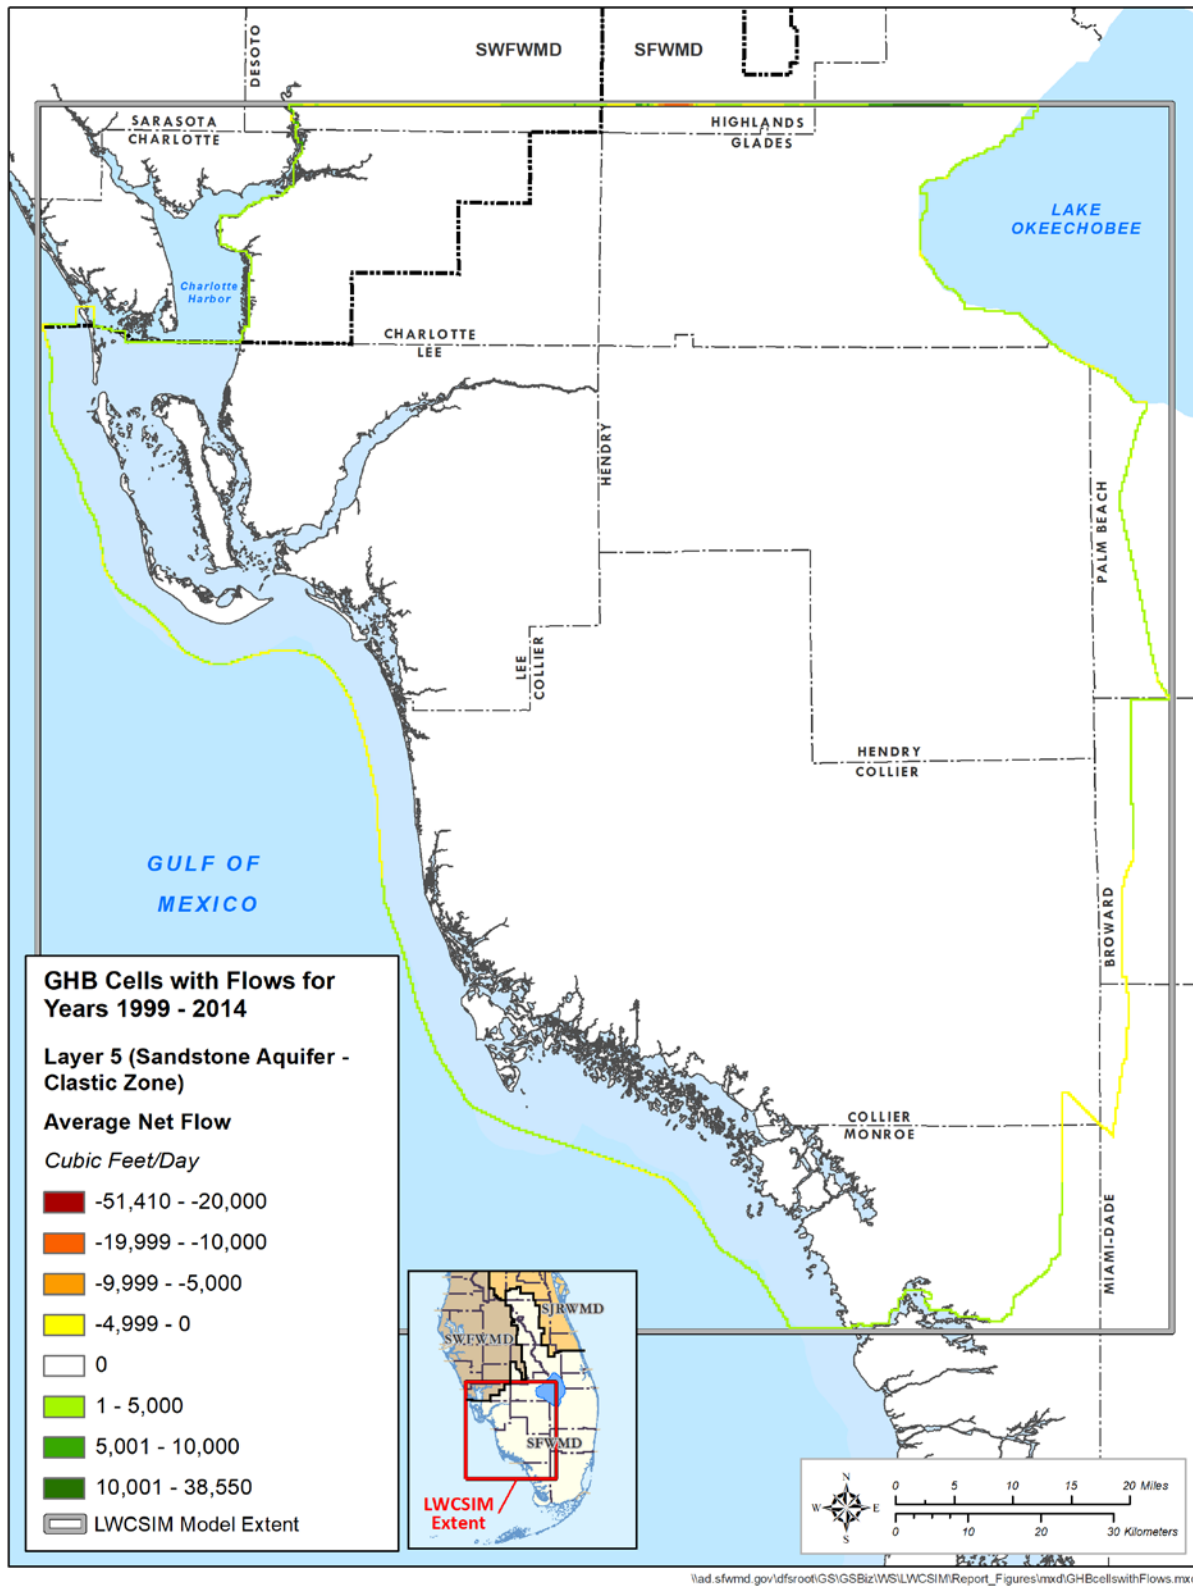 SWFWMD
SFWMD
DESOTO
SARASOTA
CHARLOTTE
HIGHLANDS
GLADES
LAKE
OKEECHOBEE
Charlotte
Harbor
CHARLOTTE
LEE
HENDRY
PALM BEACH
LEE
COLLIER
HENDRY
COLLIER
GULF OF
MEXICO
BROWARD
COLLIER
MONROE
MIAMI-DADE
GHB Cells with Flows for
Years 1999 - 2014
Layer 5 (Sandstone Aquifer -
Clastic Zone)
Average Net Flow
Cubic Feet/Day
-51,410 - -20,000
-19,999 - -10,000
-9,999 - -5,000
-4,999 - 0
0
1 - 5,000
5,001 - 10,000
10,001 - 38,550
LWCSIM Model Extent
SJRWMD
SWFWMD
SFWMD
LWCSIM
Extent
N
W E
S
0 5 10 15 20 Miles
0 10 20 30 Kilometers
\\ad.sfwmd.gov\dfsroot\GS\GSBiz\WS\LWCSIM\Report_Figures\mxd\GHBcellswithFlows.mxd